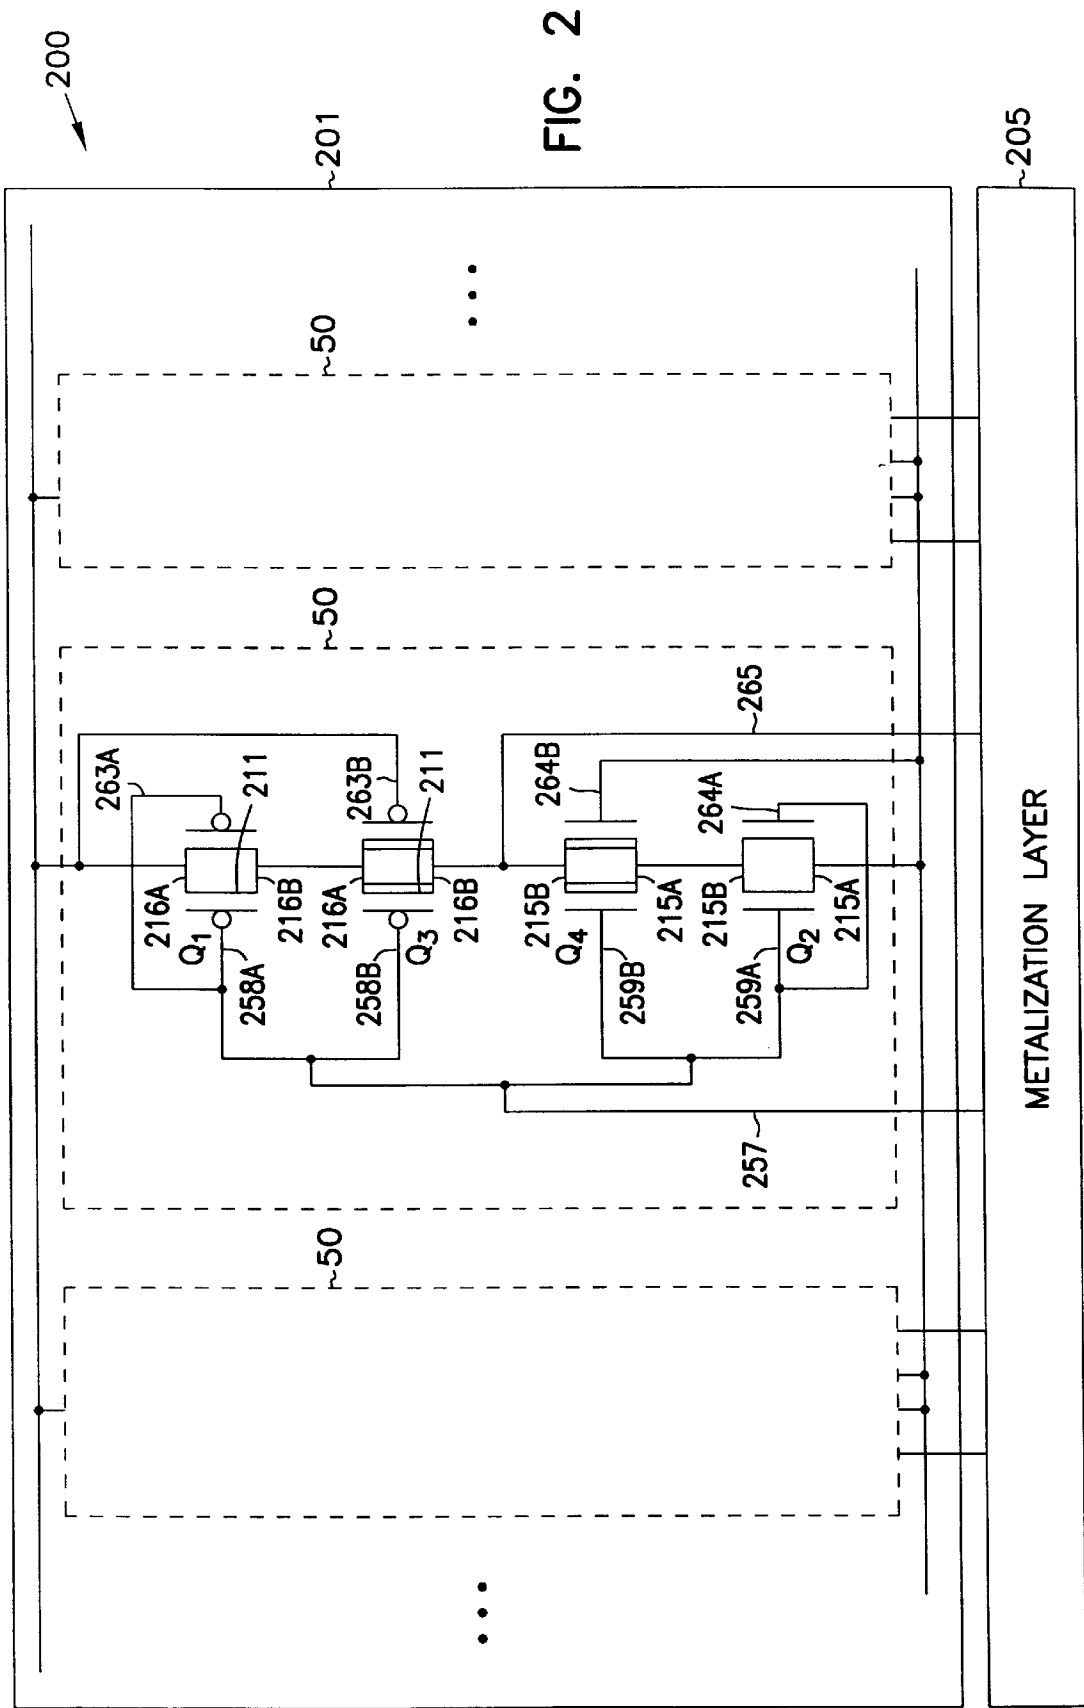 200
201
FIG. 2
205
50
50
50
263A
211
216A
216B
Q1
258A
263B
211
216A
216B
Q3
258B
265
264B
215B
215A
Q4
259B
264A
215B
215A
Q2
259A
257
METALIZATION LAYER